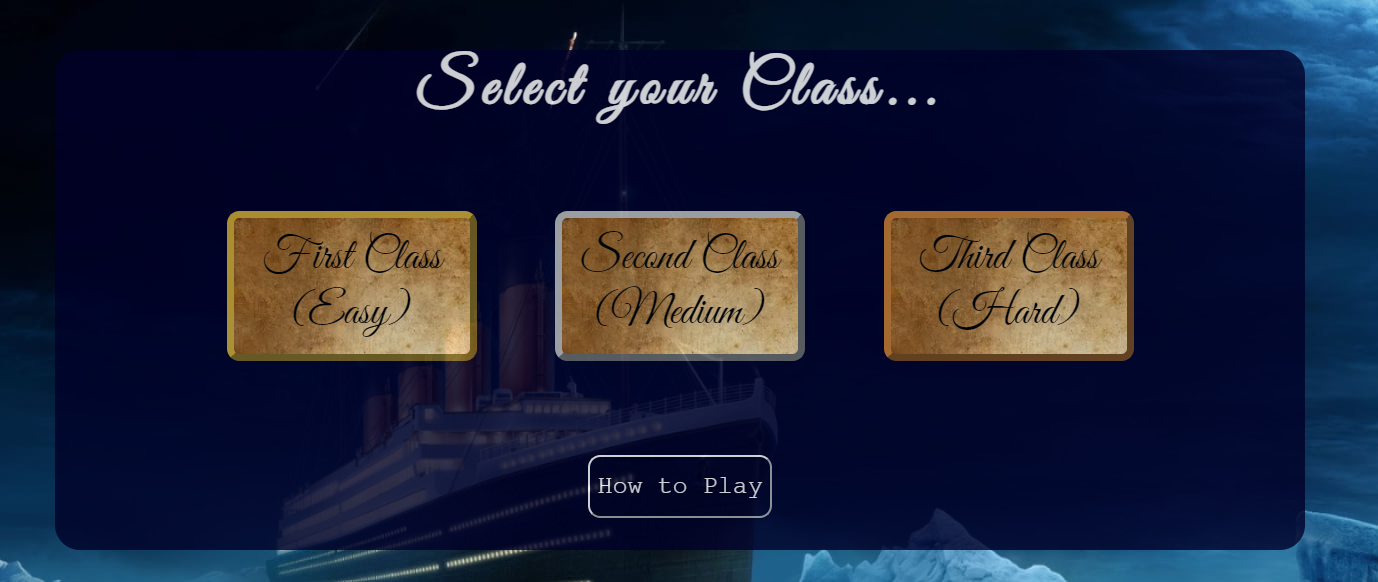 Select your Class...
First Class
(Easy)
Second Class
(Medium)
Third Class
(Hard)
How to Play